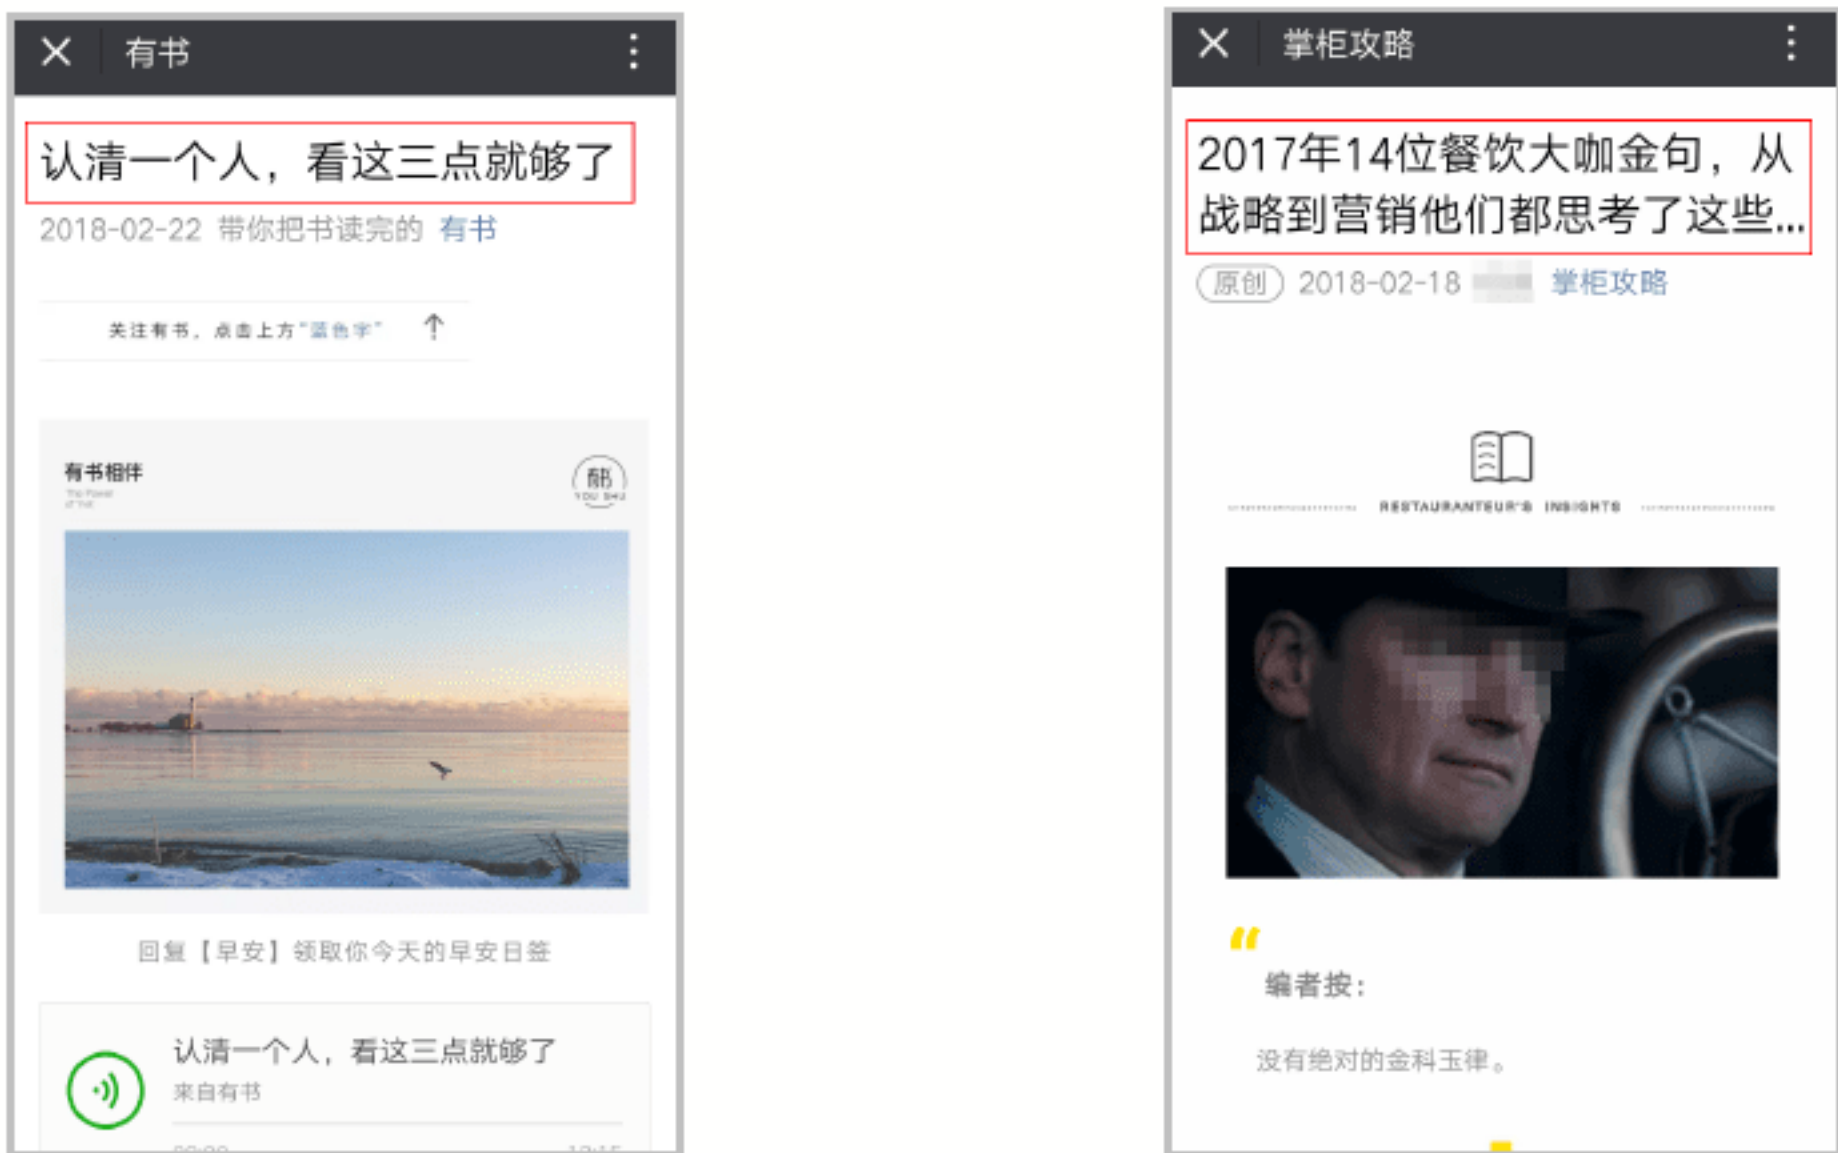 有书
认清一个人，看这三点就够了
2018-02-22 带你把书读完的 有书
关注有书，点击上方“蓝色字”
有书相伴
The Power
YOU SHU
回复【早安】领取你今天的早安日签
认清一个人，看这三点就够了
来自有书
掌柜攻略
2017年14位餐饮大咖金句，从
战略到营销他们都思考了这些...
原创 2018-02-18 掌柜攻略
RESTAURANTEUR'S INSIGHTS
“
编者按：
没有绝对的金科玉律。